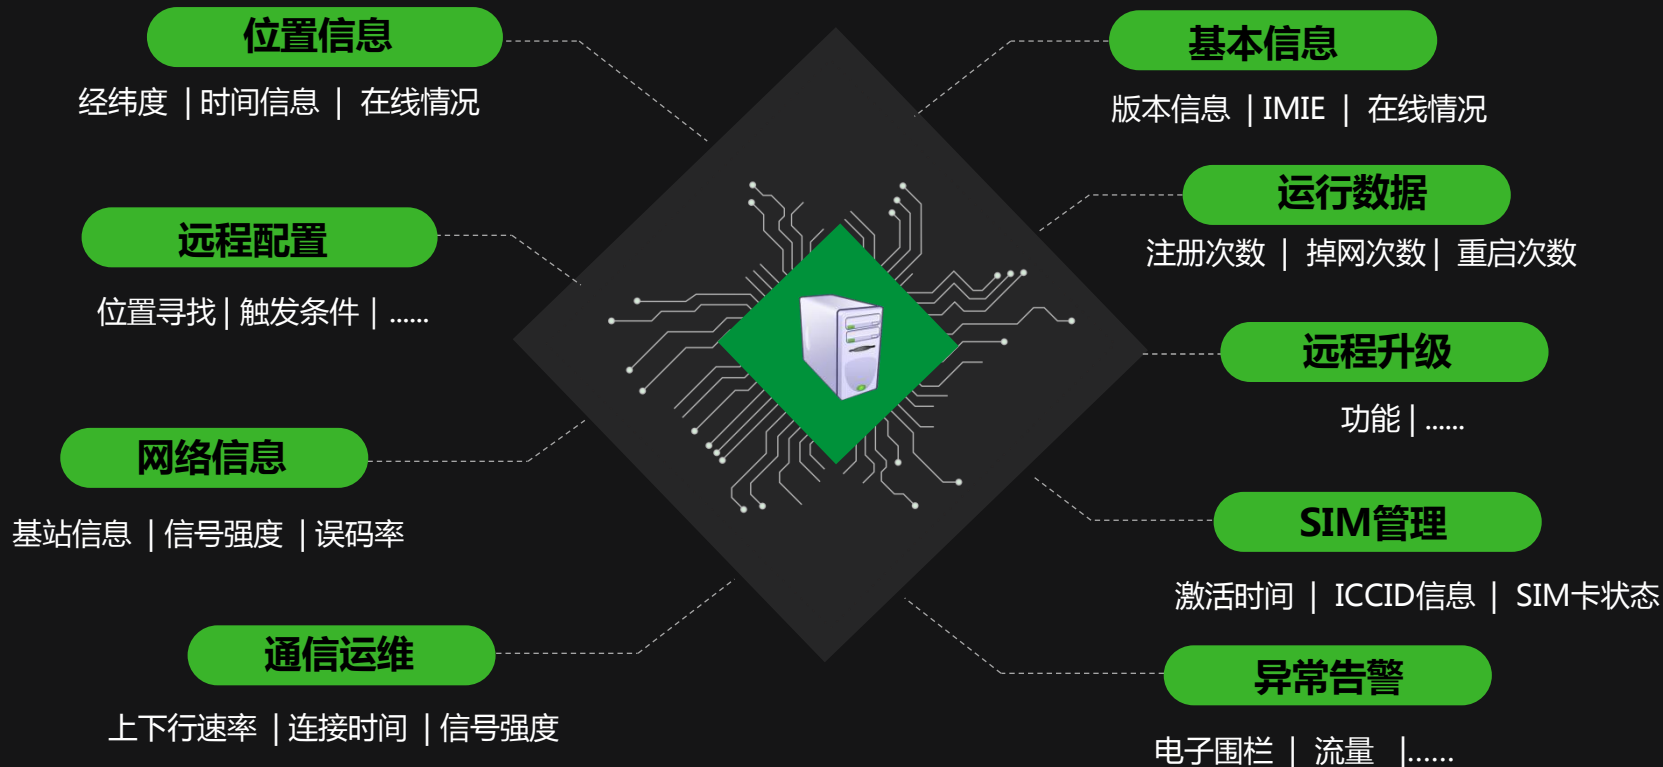 位置信息
经纬度 | 时间信息 | 在线情况
远程配置
位置寻找 | 触发条件 | ......
网络信息
基站信息 | 信号强度 | 误码率
通信运维
上下行速率 | 连接时间 | 信号强度
基本信息
版本信息 | IMIE | 在线情况
运行数据
注册次数 | 掉网次数 | 重启次数
远程升级
功能 | ......
SIM管理
激活时间 | ICCID信息 | SIM卡状态
异常告警
电子围栏 | 流量 | ......